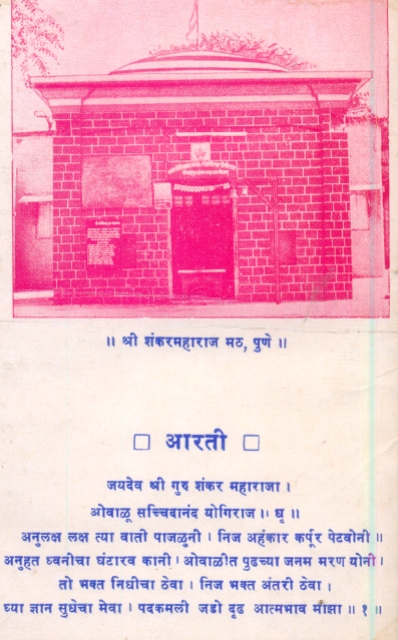 ॥ श्री शंकरमहाराज मठ, पुणे ॥
□ आरती □
जयदेव श्री गुरु शंकर महाराजा ।
ओवाळू सच्चिदानंद योगिराज ॥ धृ ॥
अनुलक्ष लक्ष त्या वाती पाजळुनी । निज अहंकार कर्पूर पेटवोनी ॥
अनुहत ध्वनीचा घंटारव कानी । ओवाळीत पुढच्या जनम मरण योनी ।
तो भक्त निधीचा ठेवा । निज भक्त अंतरी ठेवा ।
घ्या ज्ञान सुधेचा मेवा । पदकमली जडो दृढ आत्मभाव माझा ॥ १ ॥